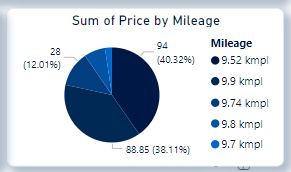 Sum of Price by Mileage
28
(12.01%)
94
(40.32%)
88.85 (38.11%)
Mileage
9.52 kmpl
9.9 kmpl
9.74 kmpl
9.8 kmpl
9.7 kmpl